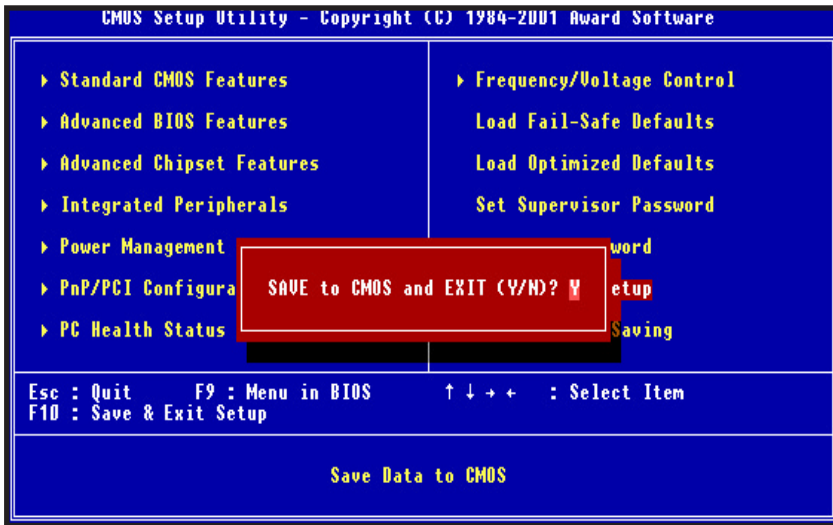 CMOS Setup Utility - Copyright (C) 1984-2001 Award Software
Standard CMOS Features
Advanced BIOS Features
Advanced Chipset Features
Integrated Peripherals
Power Management
PnP/PCI Configura
PC Health Status
Frequency/Voltage Control
Load Fail-Safe Defaults
Load Optimized Defaults
Set Supervisor Password
word
etup
Saving
SAVE to CMOS and EXIT (Y/N)? Y
Esc : Quit F9 : Menu in BIOS ↑ ↓ → ← : Select Item
F10 : Save & Exit Setup
Save Data to CMOS